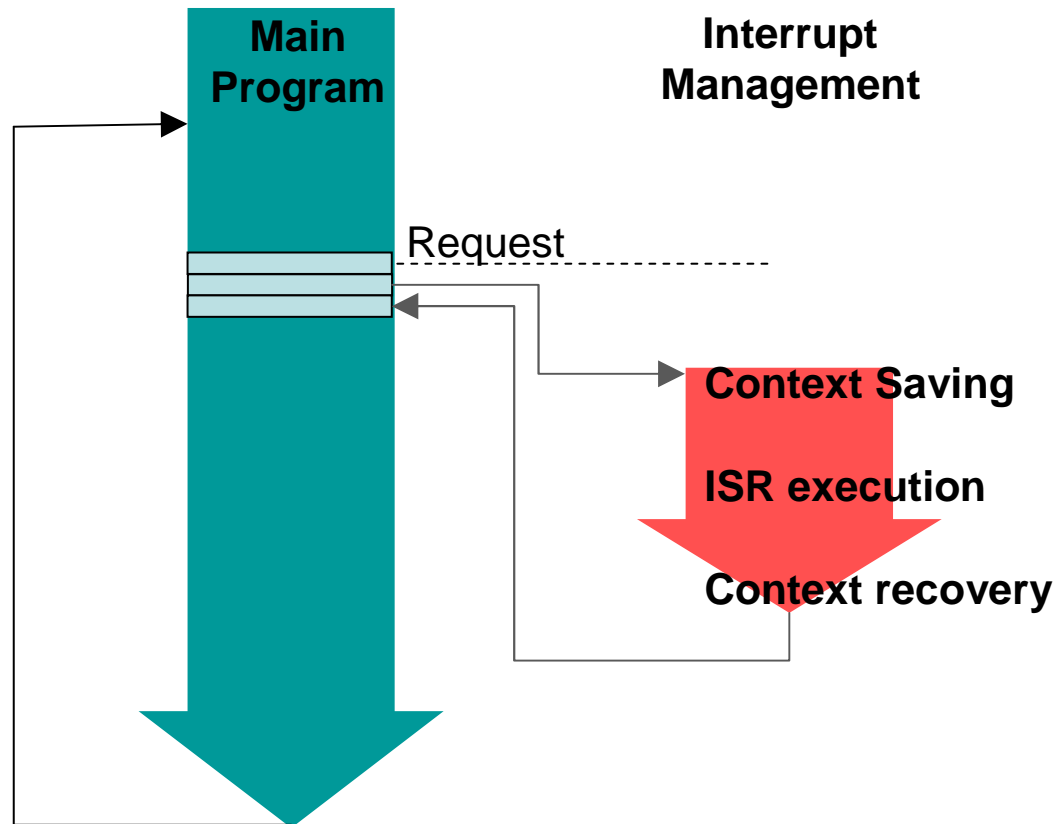 Main
Program
Interrupt
Management
Request
Context Saving
ISR execution
Context recovery